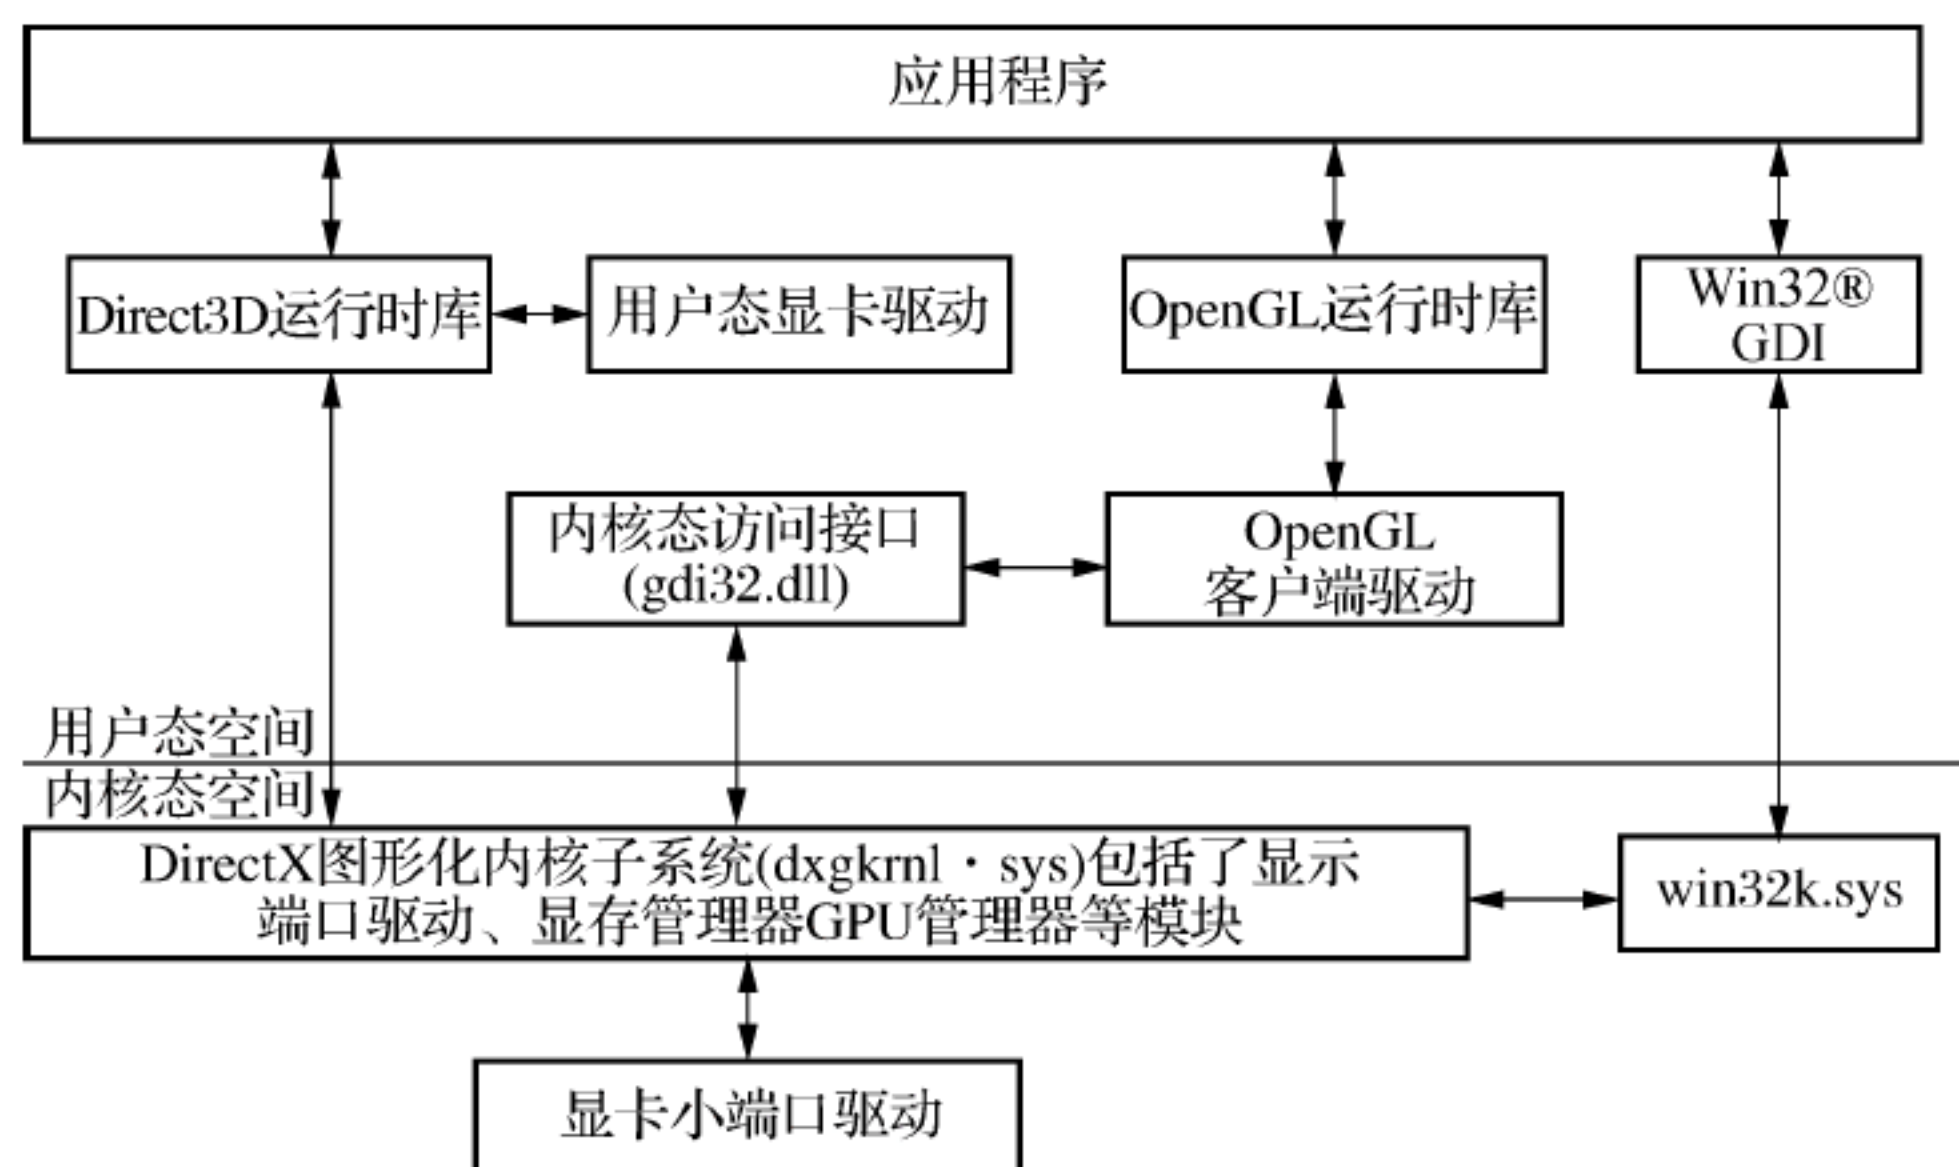 应用程序
Direct3D运行时库
用户态显卡驱动
OpenGL运行时库
Win32®
GDI
内核态访问接口
(gdi32.dll)
OpenGL
客户端驱动
用户态空间
内核态空间
DirectX图形化内核子系统(dxgkrnl·sys)包括了显示
端口驱动、显存管理器GPU管理器等模块
win32k.sys
显卡小端口驱动